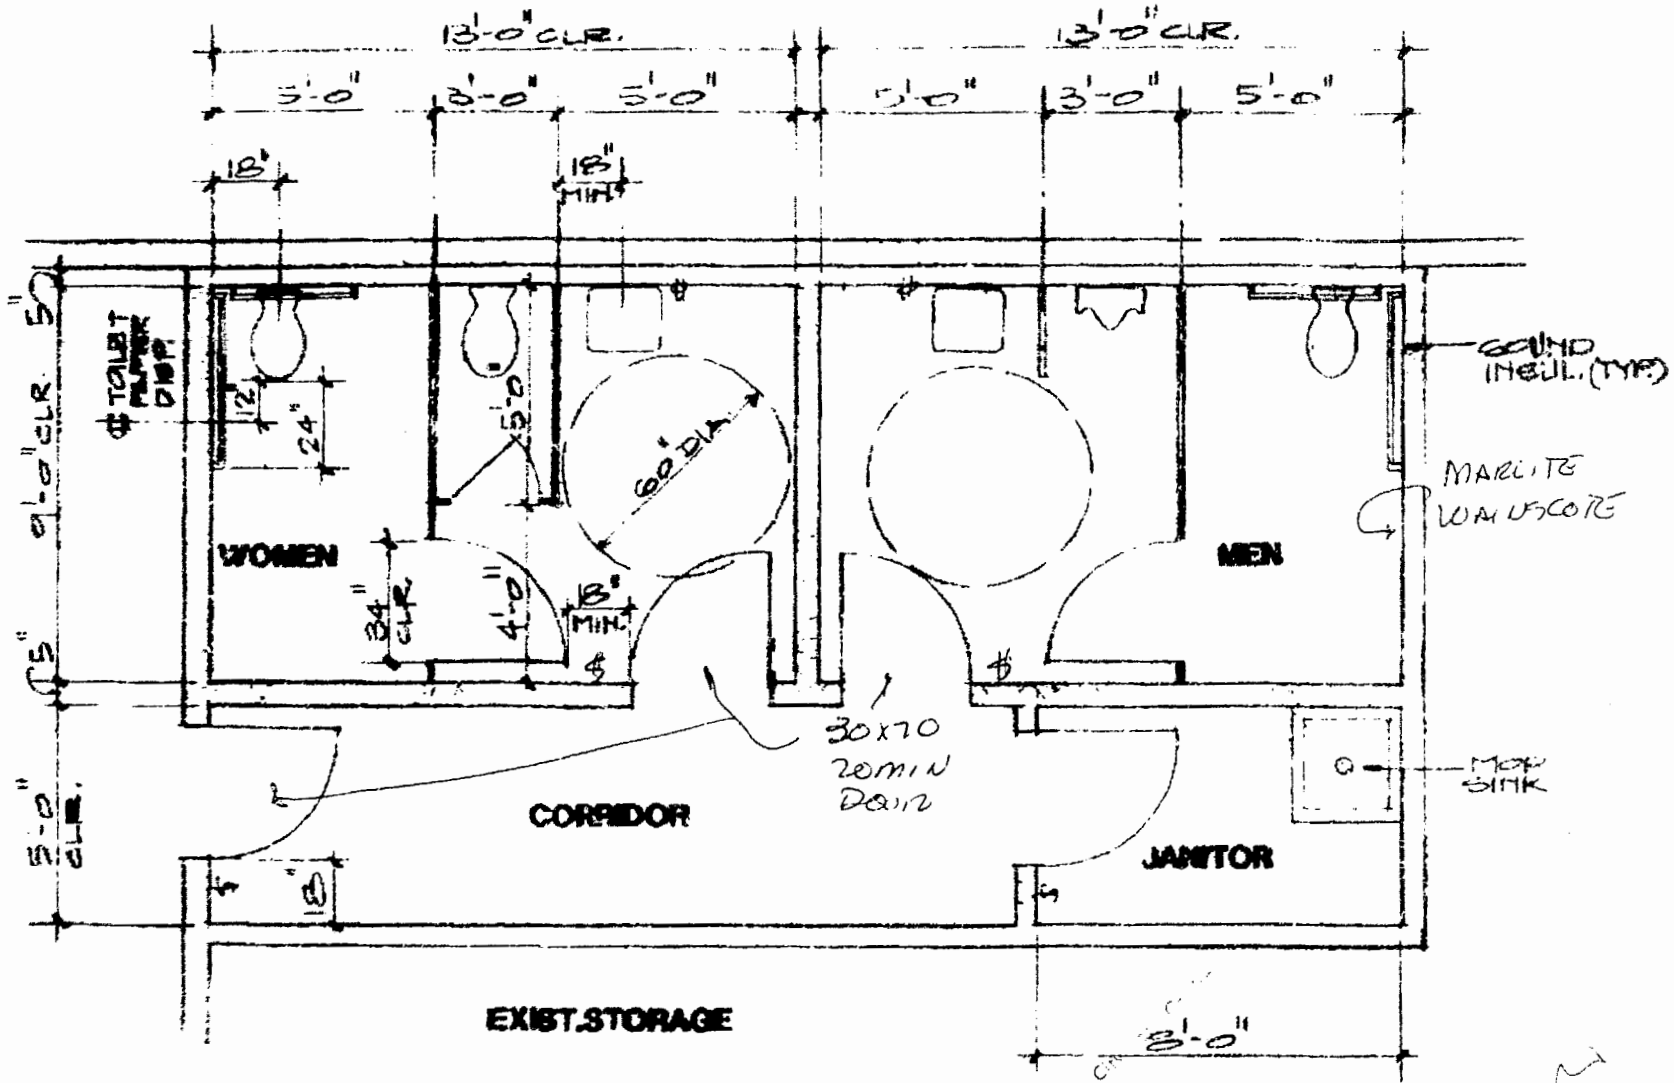 13'-0" CLR.
13'-0" CLR.
5'-0"
3'-0"
5'-0"
5'-0"
3'-0"
5'-0"
18"
18"
MIN.
5"
9'-0" CLR.
5"
5'-0"
CLR.
₵ TOILET
PAPER
DISP.
12"
24"
5'-0"
60" DIA.
SOUND
INSUL. (TYP.)
MARLITE
WAINSCOTE
WOMEN
MEN
34"
CLR.
4'-0"
18"
MIN.
30x70
20 MIN
DOOR
CORRIDOR
MOP
SINK
JANITOR
18"
EXIST. STORAGE
8'-0"